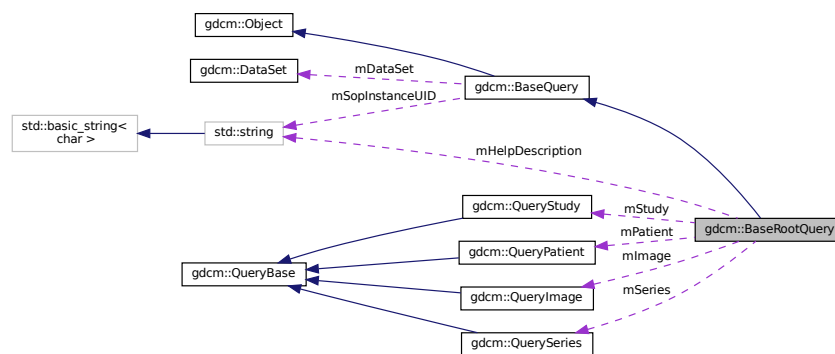 gdcm::Object
gdcm::DataSet
mDataSet
gdcm::BaseQuery
mSopInstanceUID
std::basic_string<
char >
std::string
mHelpDescription
gdcm::QueryStudy
mStudy
gdcm::BaseRootQuery
mPatient
gdcm::QueryPatient
mImage
gdcm::QueryBase
gdcm::QueryImage
mSeries
gdcm::QuerySeries